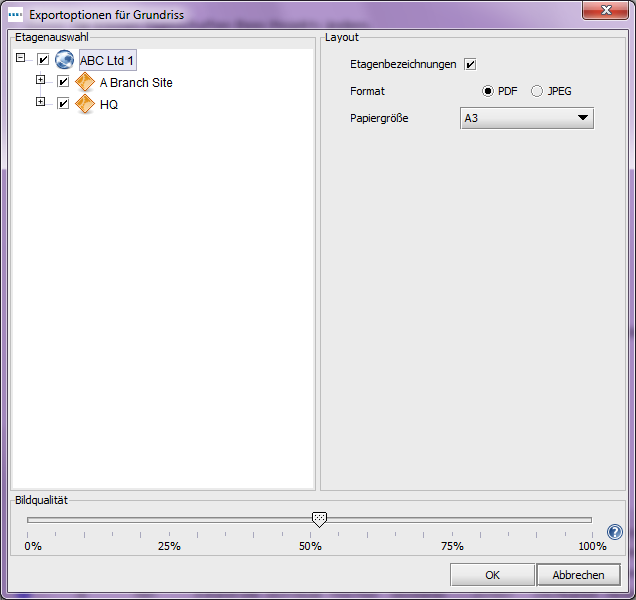 Exportoptionen für Grundriss
Etagenauswahl
ABC Ltd 1
A Branch Site
HQ
Layout
Etagenbezeichnungen
Format PDF JPEG
Papiergröße A3
Bildqualität
0% 25% 50% 75% 100%
?
OK Abbrechen